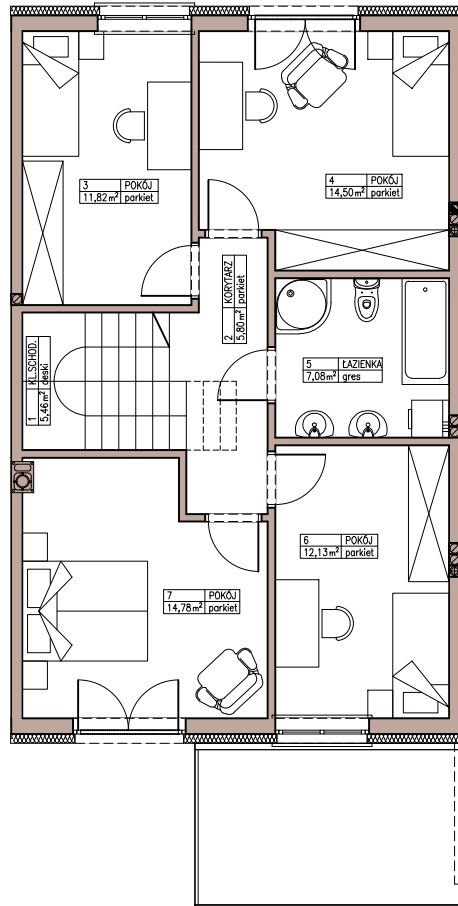 3 POKÓJ
11,82 m² parkiet
4 POKÓJ
14,50 m² parkiet
2 KORYTARZ
5,80 m² parkiet
1 KL.SCHOD.
5,46 m² deski
5 ŁAZIENKA
7,08 m² gres
6 POKÓJ
12,13 m² parkiet
7 POKÓJ
14,78 m² parkiet